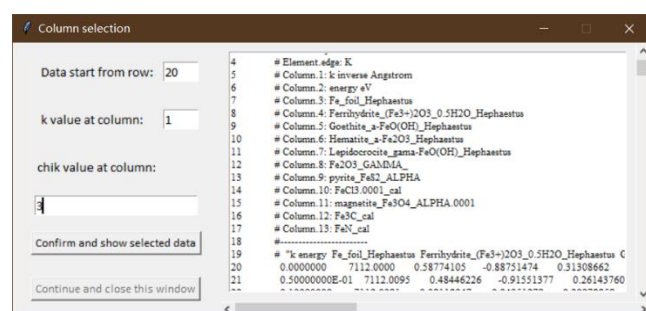 Column selection
Data start from row: 20
k value at column: 1
chik value at column:
3
Confirm and show selected data
Continue and close this window
4 # Element.edge: K
5 # Column.1: k inverse Angstrom
6 # Column.2: energy eV
7 # Column.3: Fe_foil_Hephaestus
8 # Column.4: Ferrihydrite_(Fe3+)2O3_0.5H2O_Hephaestus
9 # Column.5: Goethite_a-FeO(OH)_Hephaestus
10 # Column.6: Hematite_a-Fe2O3_Hephaestus
11 # Column.7: Lepidocrocite_gama-FeO(OH)_Hephaestus
12 # Column.8: Fe2O3_GAMMA_
13 # Column.9: pyrite_FeS2_ALPHA
14 # Column.10: FeCl3.0001_cal
15 # Column.11: magnetite_Fe3O4_ALPHA.0001
16 # Column.12: Fe3C_cal
17 # Column.13: FeN_cal
18 #------------------------
19 # "k energy Fe_foil_Hephaestus Ferrihydrite_(Fe3+)2O3_0.5H2O_Hephaestus G
20 0.0000000 7112.0000 0.58774105 -0.88751474 0.31308662
21 0.50000000E-01 7112.0095 0.48446226 -0.91551377 0.26143760